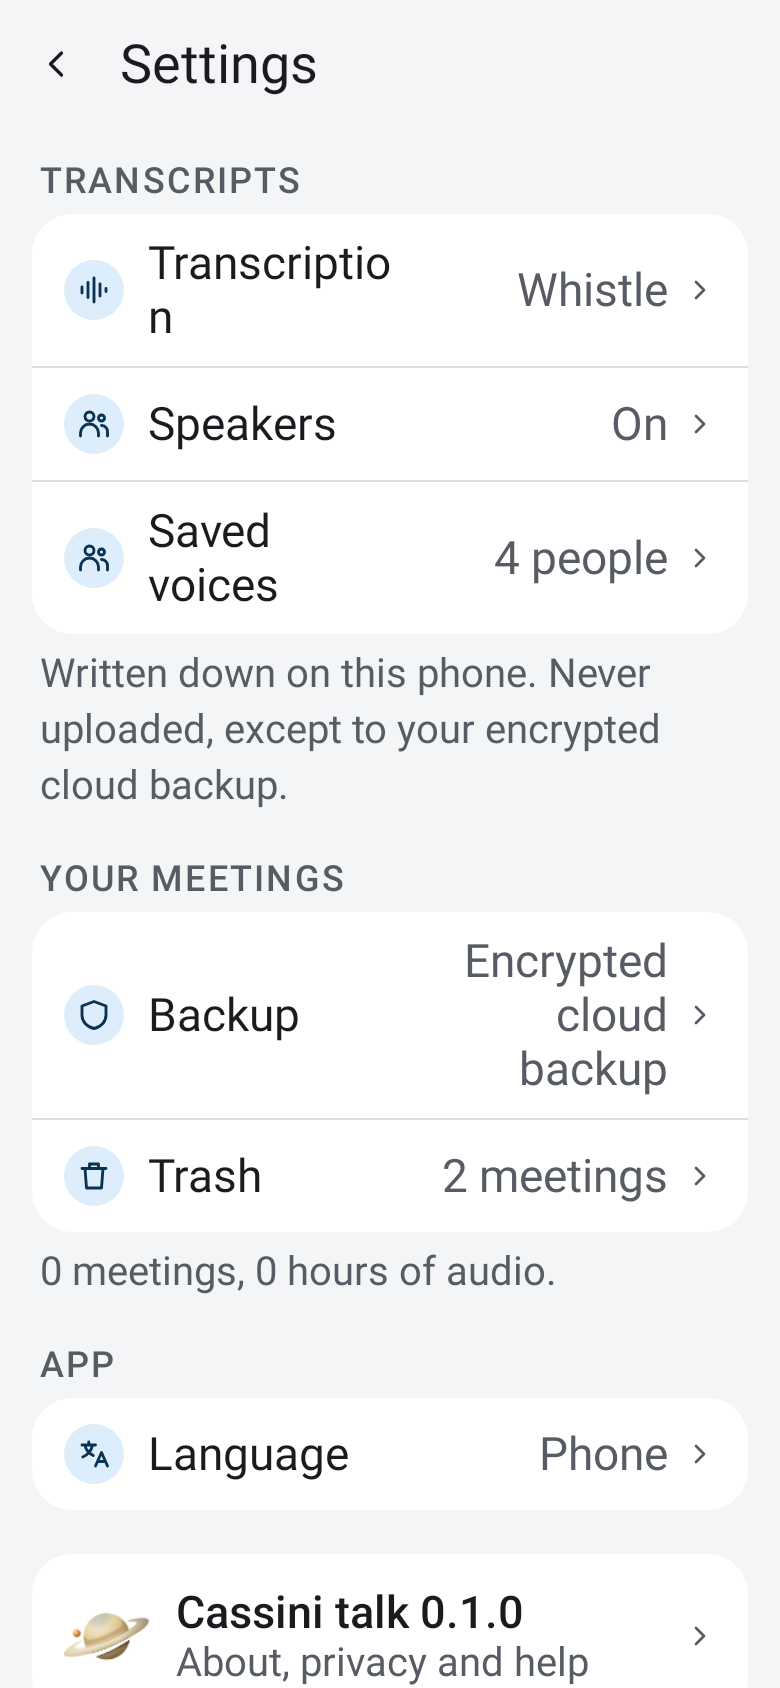 Settings
TRANSCRIPTS
Transcriptio
n
Whistle
Speakers
On
Saved
voices
4 people
Written down on this phone. Never
uploaded, except to your encrypted
cloud backup.
YOUR MEETINGS
Backup
Encrypted
cloud
backup
Trash
2 meetings
0 meetings, 0 hours of audio.
APP
Language
Phone
Cassini talk 0.1.0
About, privacy and help